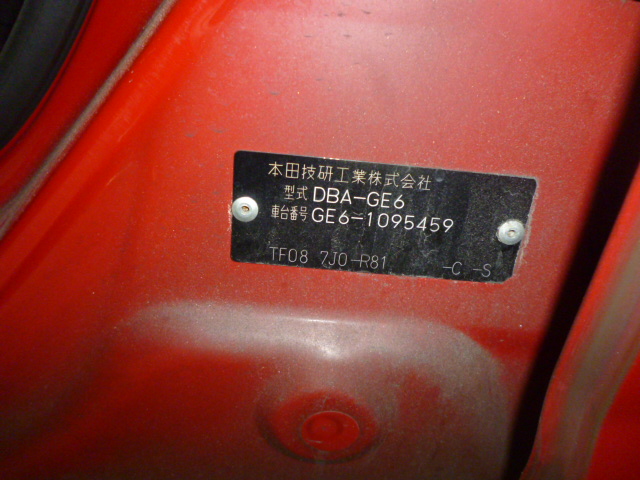 本田技研工業株式会社
型式 DBA-GE6
車台番号 GE6-1095459
TF08 7J0-R81 -C -S